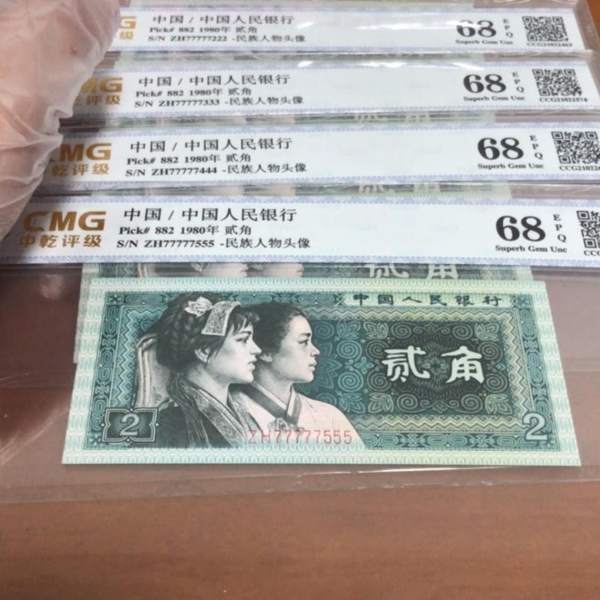 中国 / 中国人民银行
Pick# 882 1980年 贰角
S/N ZH77777222 -民族人物头像
68 EPQ
Superb Gem Unc
中国 / 中国人民银行
Pick# 882 1980年 贰角
S/N ZH77777333 -民族人物头像
68 EPQ
Superb Gem Unc
CMG
中乾评级
中国 / 中国人民银行
Pick# 882 1980年 贰角
S/N ZH77777444 -民族人物头像
68 EPQ
Superb Gem Unc
CMG
中乾评级
中国 / 中国人民银行
Pick# 882 1980年 贰角
S/N ZH77777555 -民族人物头像
68 EPQ
Superb Gem Unc
贰角
中国人民银行
贰角
2
ZH77777555
2